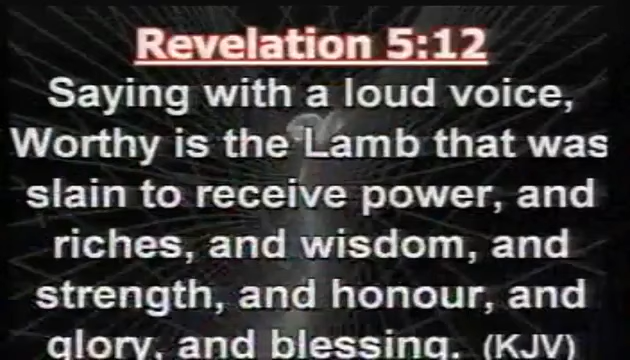 Revelation 5:12
Saying with a loud voice,
Worthy is the Lamb that was
slain to receive power, and
riches, and wisdom, and
strength, and honour, and
glory, and blessing. (KJV)